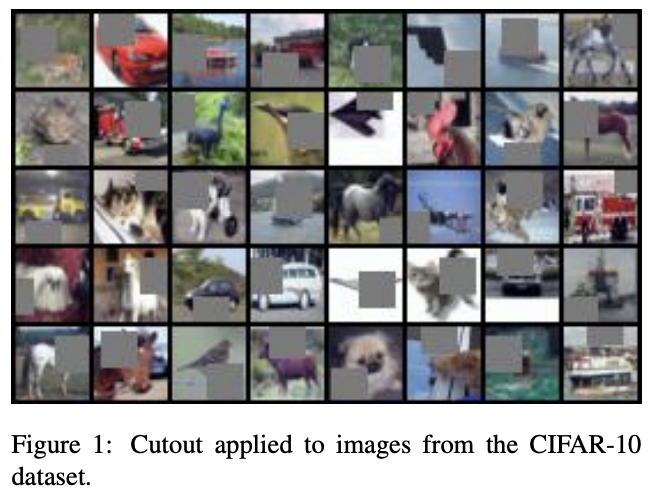 Figure 1: Cutout applied to images from the CIFAR-10
dataset.